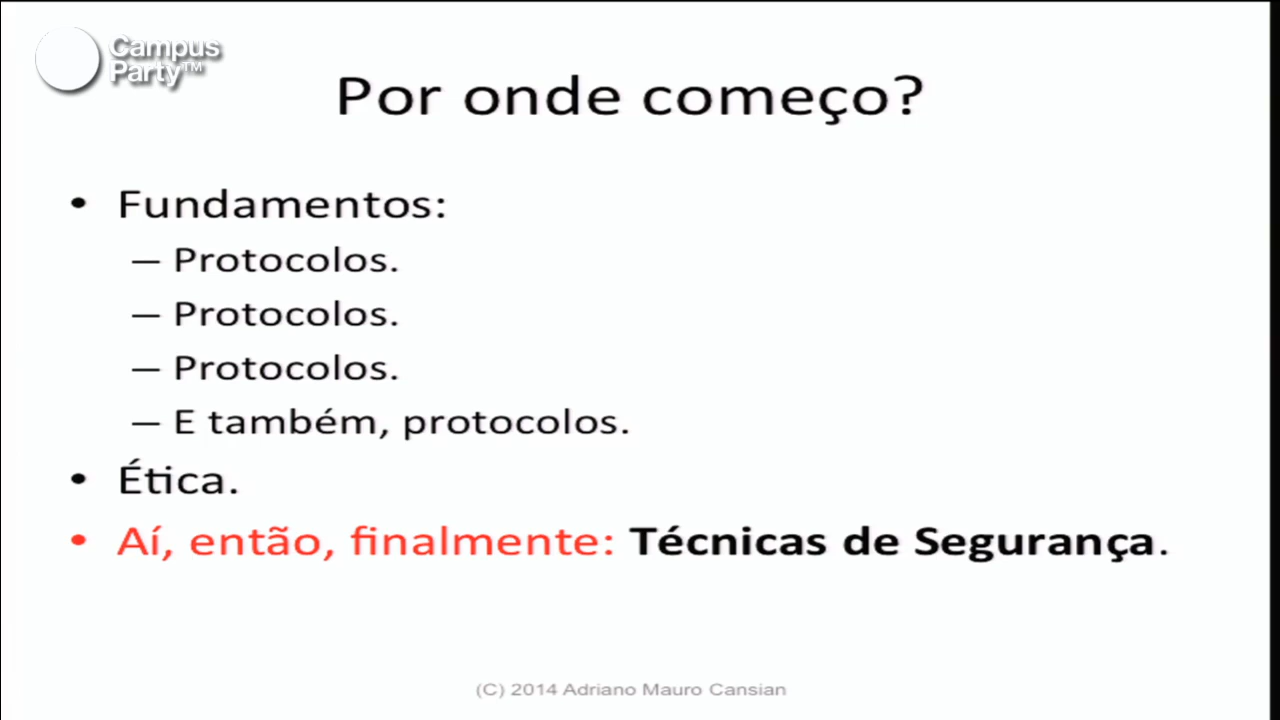 Campus
Party™
Por onde começo?
• Fundamentos:
– Protocolos.
– Protocolos.
– Protocolos.
– E também, protocolos.
• Ética.
• Aí, então, finalmente: Técnicas de Segurança.
(C) 2014 Adriano Mauro Cansian